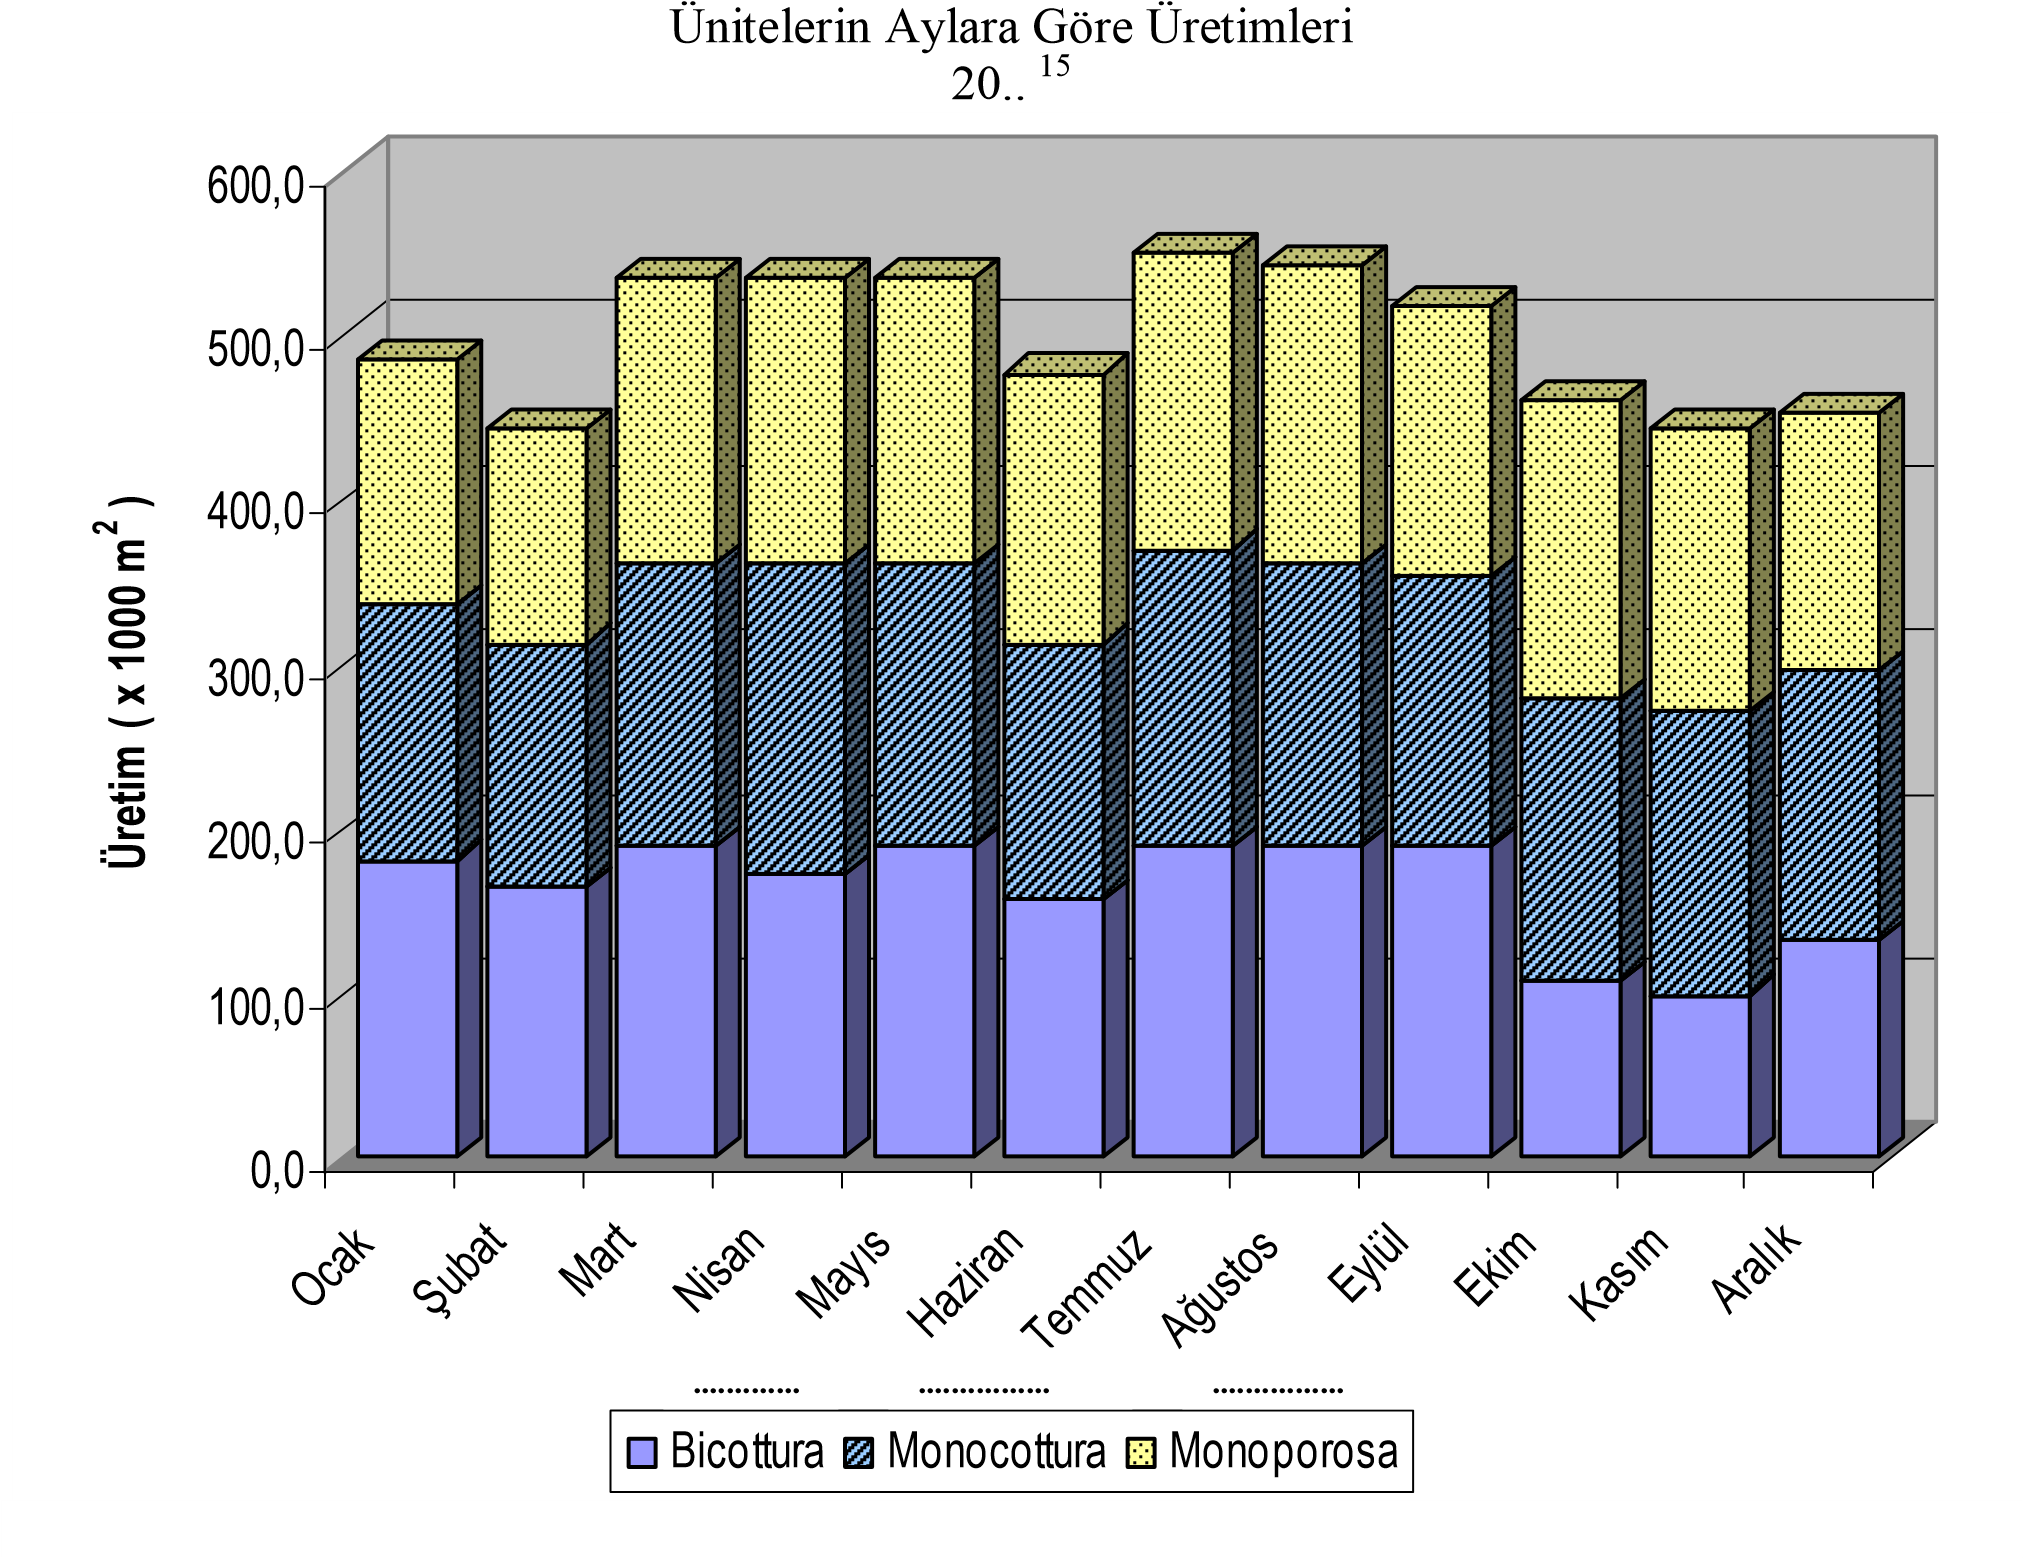 Ünitelerin Aylara Göre Üretimleri
20.. 15
600,0
500,0
400,0
300,0
200,0
100,0
0,0
Üretim ( x 1000 m2 )
Ocak
Şubat
Mart
Nisan
Mayıs
Haziran
Temmuz
Ağustos
Eylül
Ekim
Kasım
Aralık
Bicottura Monocottura Monoporosa